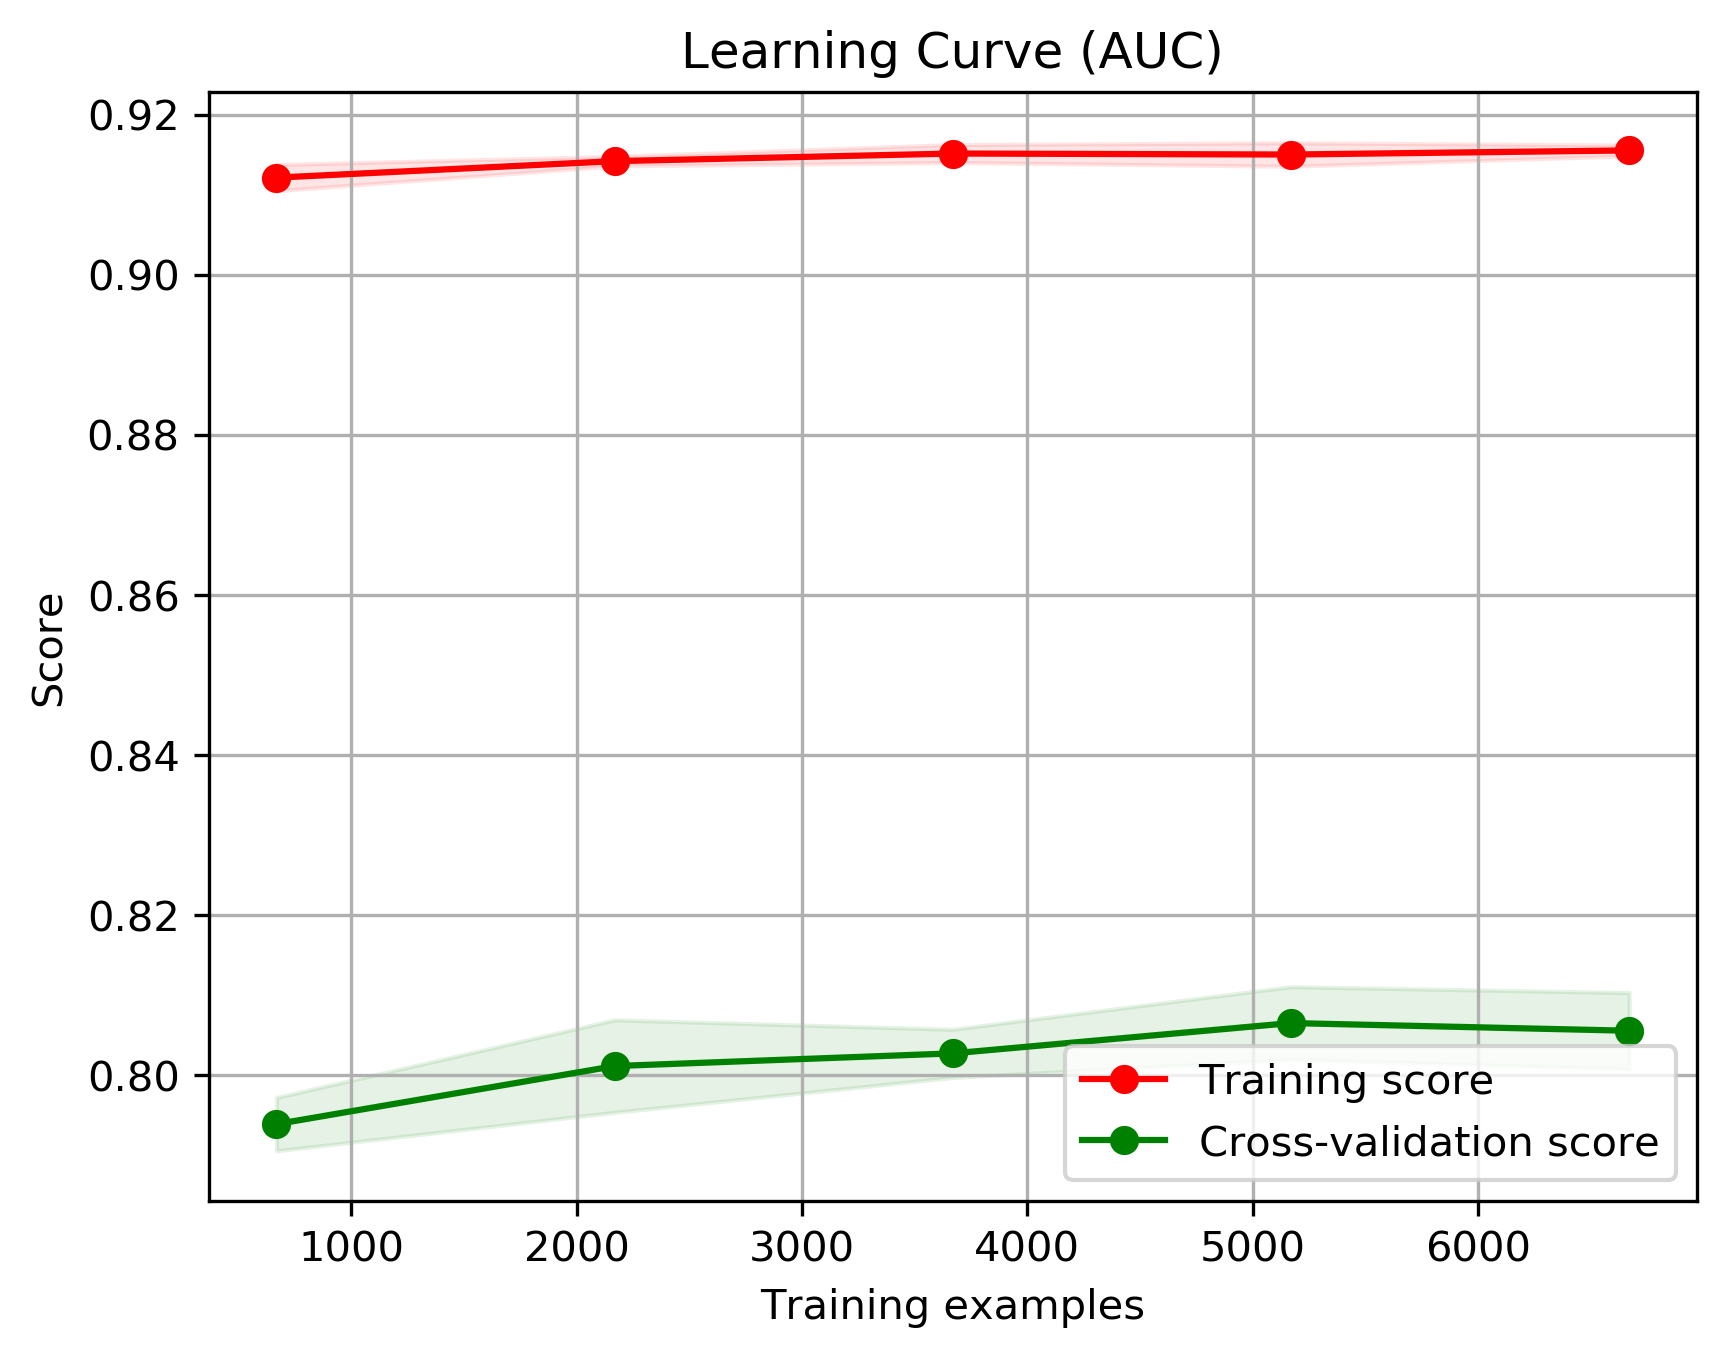 Learning Curve (AUC)
0.92
0.90
0.88
0.86
0.84
0.82
0.80
Score
Training score
Cross-validation score
1000 2000 3000 4000 5000 6000
Training examples